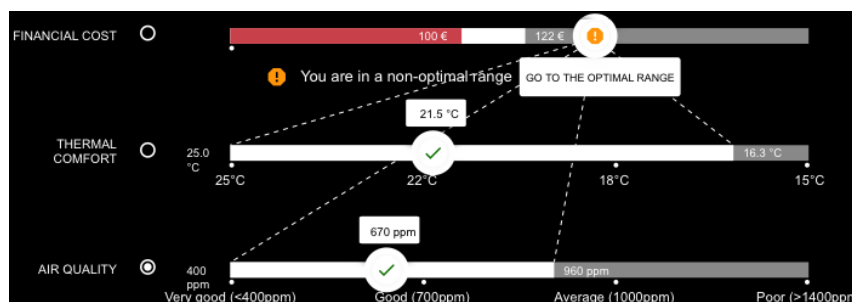 FINANCIAL COST
100 €
122 €
You are in a non-optimal range
GO TO THE OPTIMAL RANGE
21.5 °C
THERMAL
COMFORT
25.0
°C
16.3 °C
25°C
22°C
18°C
15°C
670 ppm
AIR QUALITY
400
ppm
960 ppm
Very good (<400ppm)
Good (700ppm)
Average (1000ppm)
Poor (>1400ppm